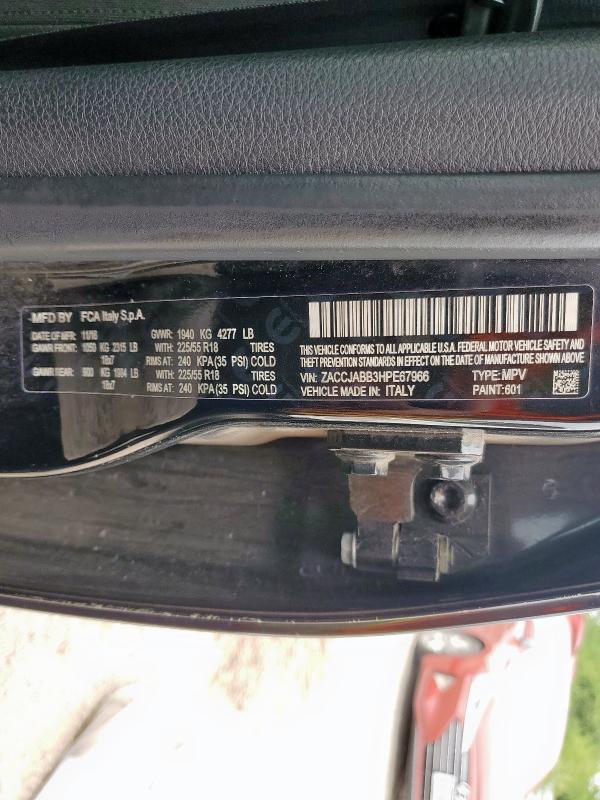 MFD BY FCA Italy S.p.A.
DATE OF MFR: 11/16 GVWR: 1940 KG 4277 LB
GAWR FRONT: 1050 KG 2315 LB WITH: 225/55 R18 TIRES
18x7 RIMS AT: 240 KPA(35 PSI) COLD
GAWR REAR: 900 KG 1984 LB WITH: 225/55 R18 TIRES
18x7 RIMS AT: 240 KPA(35 PSI) COLD
THIS VEHICLE CONFORMS TO ALL APPLICABLE U.S.A. FEDERAL MOTOR VEHICLE SAFETY AND
THEFT PREVENTION STANDARDS IN EFFECT ON THE DATE OF MANUFACTURE SHOWN ABOVE.
VIN: ZACCJABB3HPE67966 TYPE: MPV
VEHICLE MADE IN: ITALY PAINT: 601